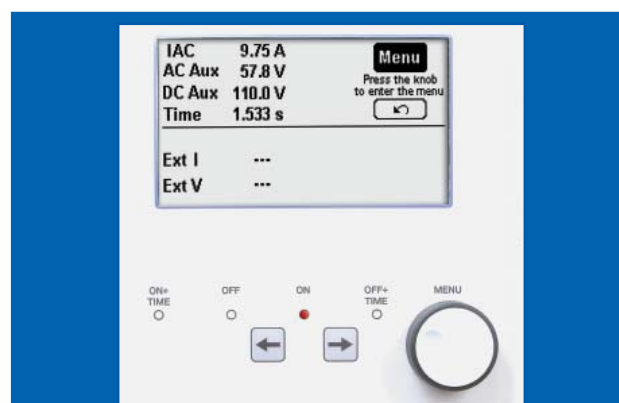 IAC 9.75 A
AC Aux 57.8 V
DC Aux 110.0 V
Time 1.533 s
Menu
Press the knob
to enter the menu
Ext I ---
Ext V ---
ON+
TIME
OFF
ON
OFF+
TIME
MENU